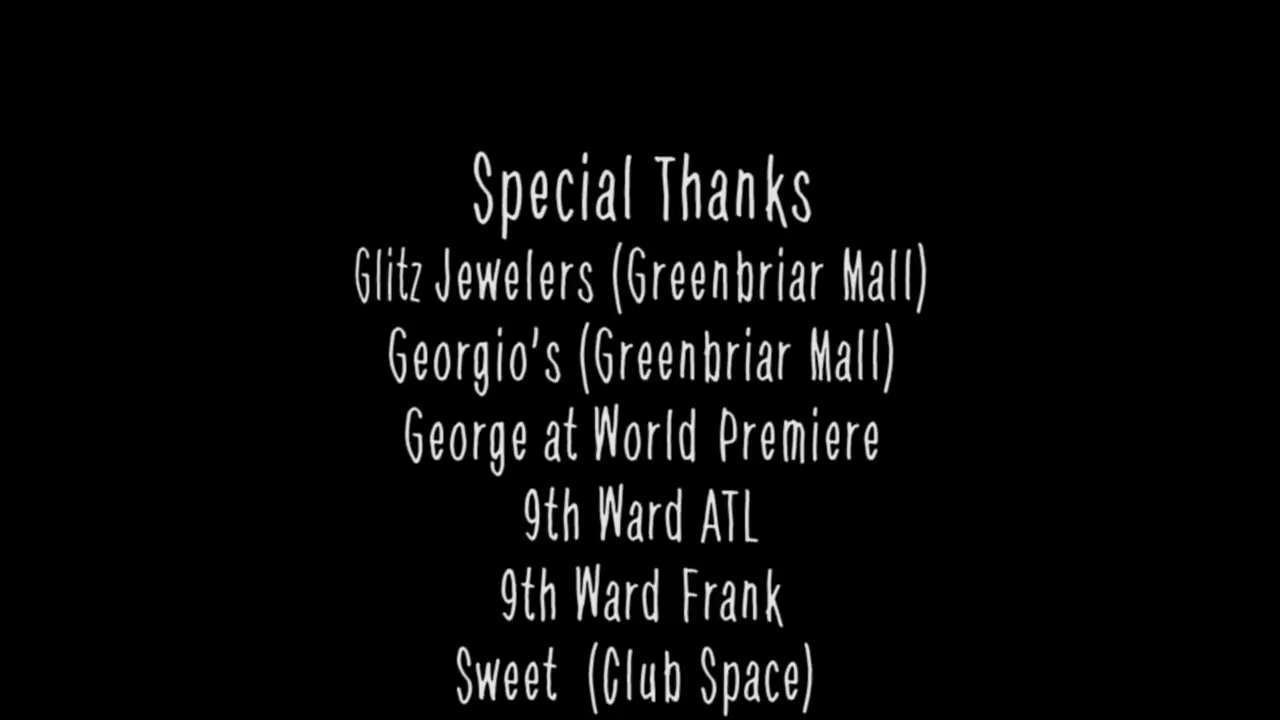 Special Thanks
Glitz Jewelers (Greenbriar Mall)
Georgio's (Greenbriar Mall)
George at World Premiere
9th Ward ATL
9th Ward Frank
Sweet (Club Space)